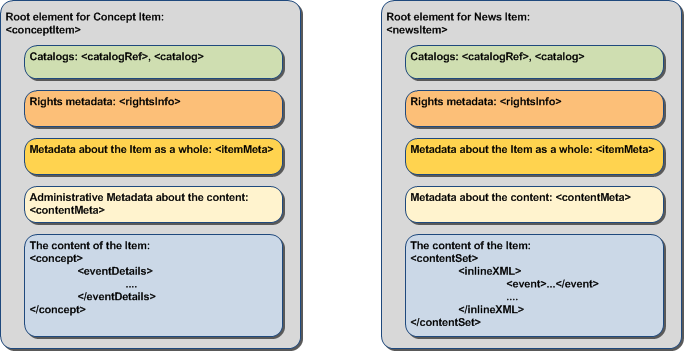 Root element for Concept Item:
<conceptItem>
Catalogs: <catalogRef>, <catalog>
Rights metadata: <rightsInfo>
Metadata about the Item as a whole: <itemMeta>
Administrative Metadata about the content:
<contentMeta>
The content of the Item:
<concept>
<eventDetails>
....
</eventDetails>
</concept>
Root element for News Item:
<newsItem>
Catalogs: <catalogRef>, <catalog>
Rights metadata: <rightsInfo>
Metadata about the Item as a whole: <itemMeta>
Metadata about the content: <contentMeta>
The content of the Item:
<contentSet>
<inlineXML>
<event>...</event>
....
</inlineXML>
</contentSet>